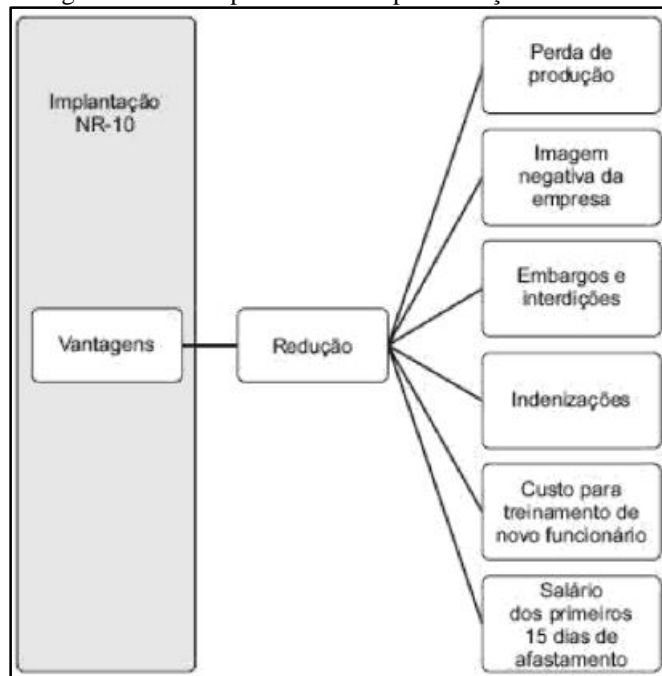 Implantação
NR-10
Vantagens
Redução
Perda de
produção
Imagem
negativa da
empresa
Embargos e
interdições
Indenizações
Custo para
treinamento de
novo funcionário
Salário
dos primeiros
15 dias de
afastamento